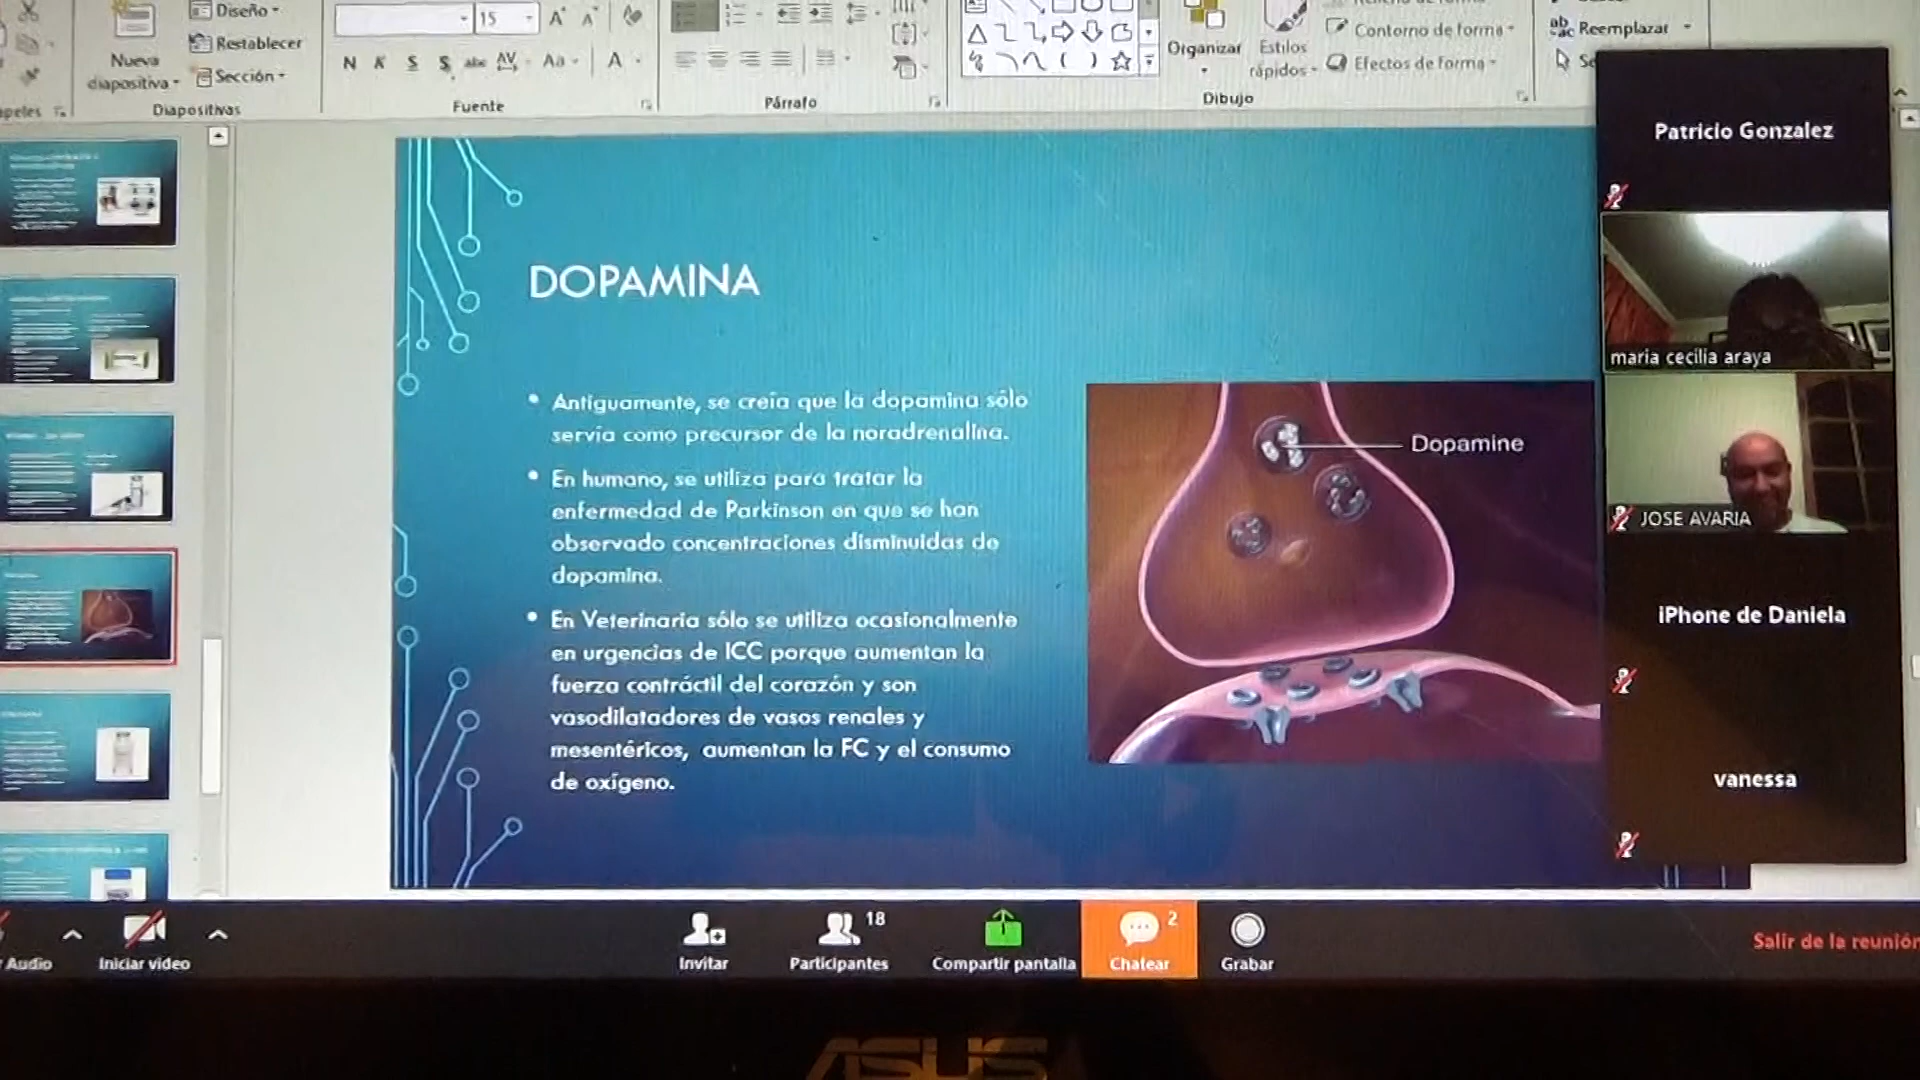 Diseño
15
Restablecer
Nueva
diapositiva
Sección
N K S S abc AV Aa A
Diapositivas
Fuente
Párrafo
Organizar
Estilos
rápidos
Contorno de forma
Efectos de forma
Dibujo
Reemplazar
DOPAMINA
• Antiguamente, se creía que la dopamina sólo
servía como precursor de la noradrenalina.
• En humano, se utiliza para tratar la
enfermedad de Parkinson en que se han
observado concentraciones disminuidas de
dopamina.
• En Veterinaria sólo se utiliza ocasionalmente
en urgencias de ICC porque aumentan la
fuerza contráctil del corazón y son
vasodilatadores de vasos renales y
mesentéricos, aumentan la FC y el consumo
de oxígeno.
Dopamine
Patricio Gonzalez
maria cecilia araya
JOSE AVARIA
iPhone de Daniela
vanessa
Audio
Iniciar video
Invitar
18
Participantes
Compartir pantalla
2
Chatear
Grabar
Salir de la reunión
ASUS